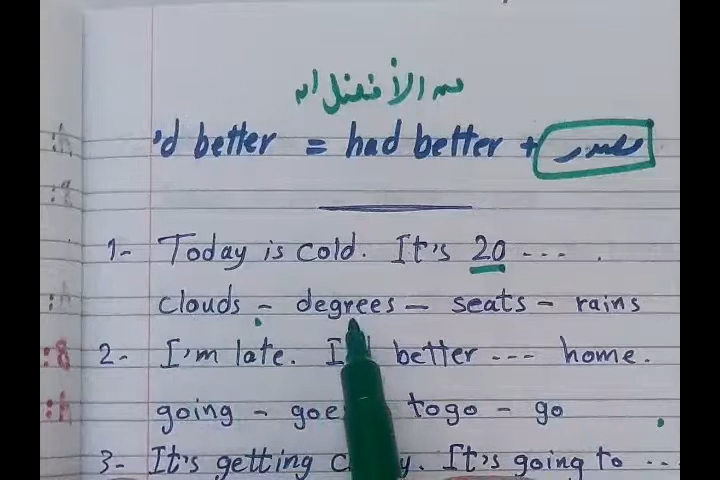 من الأفضل أن
'd better = had better + مصدر
1- Today is cold. It's 20 --- .
clouds - degrees - seats - rains
2- I'm late. I'd better --- home.
going - goes to go - go
3- It's getting. It's going to ---